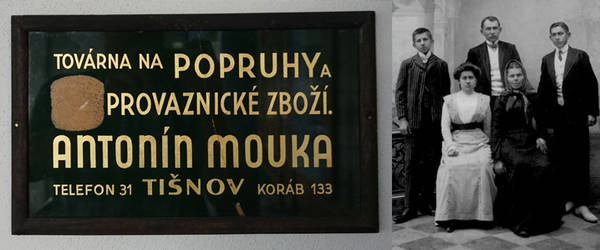 TOVÁRNA NA POPRUHY A
PROVAZNICKÉ ZBOŽÍ.
ANTONÍN MOUKA
TELEFON 31 TIŠNOV KORÁB 133